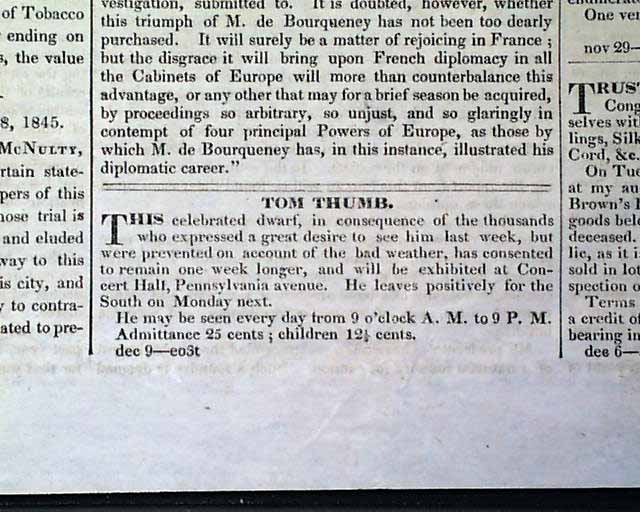 of Tobacco
ending on
s, the value
8, 1845.
McNulty,
rtain state-
pers of this
hose trial is
and eluded
way to this
is city, and
y to contra-
ated to pre-
vestigation, submitted to. It is doubted, however, whether
this triumph of M. de Bourqueney has not been too dearly
purchased. It will surely be a matter of rejoicing in France;
but the disgrace it will bring upon French diplomacy in all
the Cabinets of Europe will more than counterbalance this
advantage, or any other that may for a brief season be acquired,
by proceedings so arbitrary, so unjust, and so glaringly in
contempt of four principal Powers of Europe, as those by
which M. de Bourqueney has, in this instance, illustrated his
diplomatic career."
TOM THUMB.
THIS celebrated dwarf, in consequence of the thousands
who expressed a great desire to see him last week, but
were prevented on account of the bad weather, has consented
to remain one week longer, and will be exhibited at Con-
cert Hall, Pennsylvania avenue. He leaves positively for the
South on Monday next.
He may be seen every day from 9 o'clock A. M. to 9 P. M.
Admittance 25 cents; children 12½ cents.
dec 9—eo3t
One ve
nov 29—
TRUST
Cong
selves wit
lings, Silk
Cord, &c.
On Tue
at my au
Brown's
goods belo
deceased.
lic, as it i
sold in lo
spection o
Terms
a credit of
bearing in
dec 6—